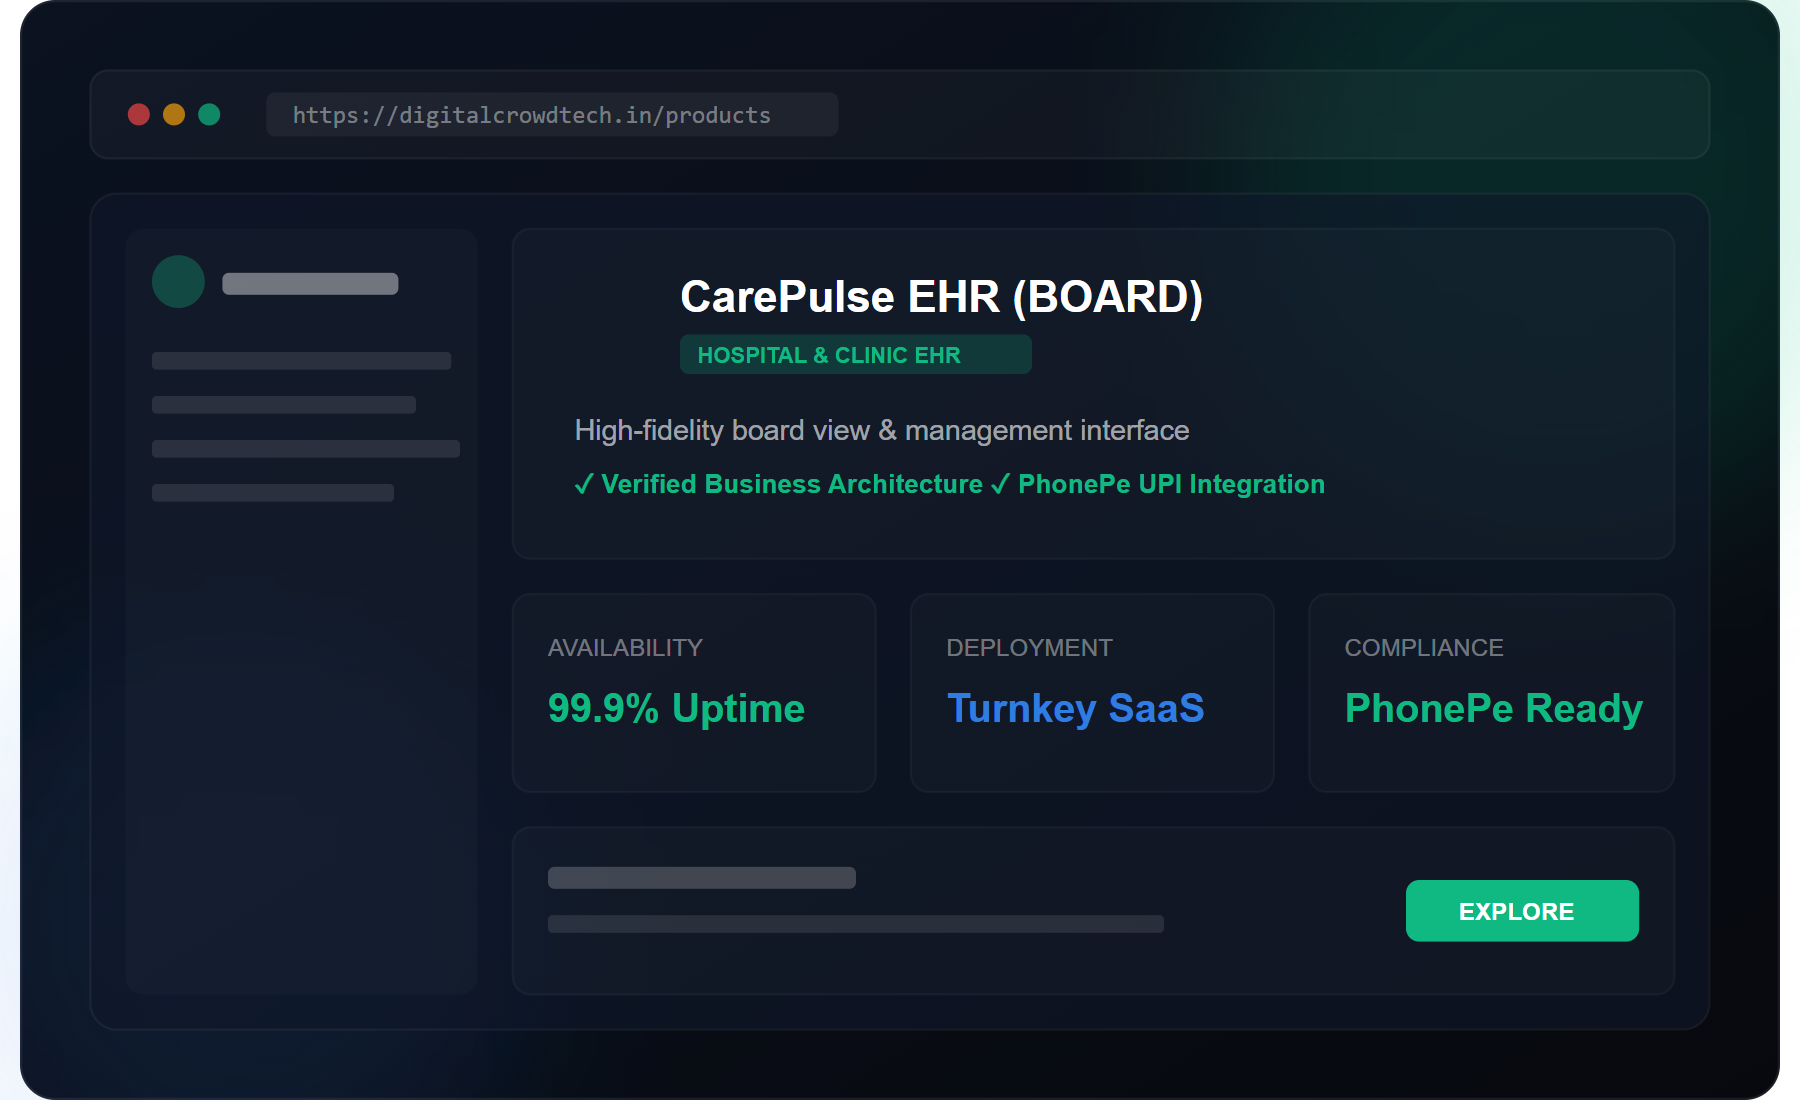 https://digitalcrowdtech.in/products
CarePulse EHR (BOARD)
HOSPITAL & CLINIC EHR
High-fidelity board view & management interface
✓ Verified Business Architecture ✓ PhonePe UPI Integration
AVAILABILITY
99.9% Uptime
DEPLOYMENT
Turnkey SaaS
COMPLIANCE
PhonePe Ready
EXPLORE